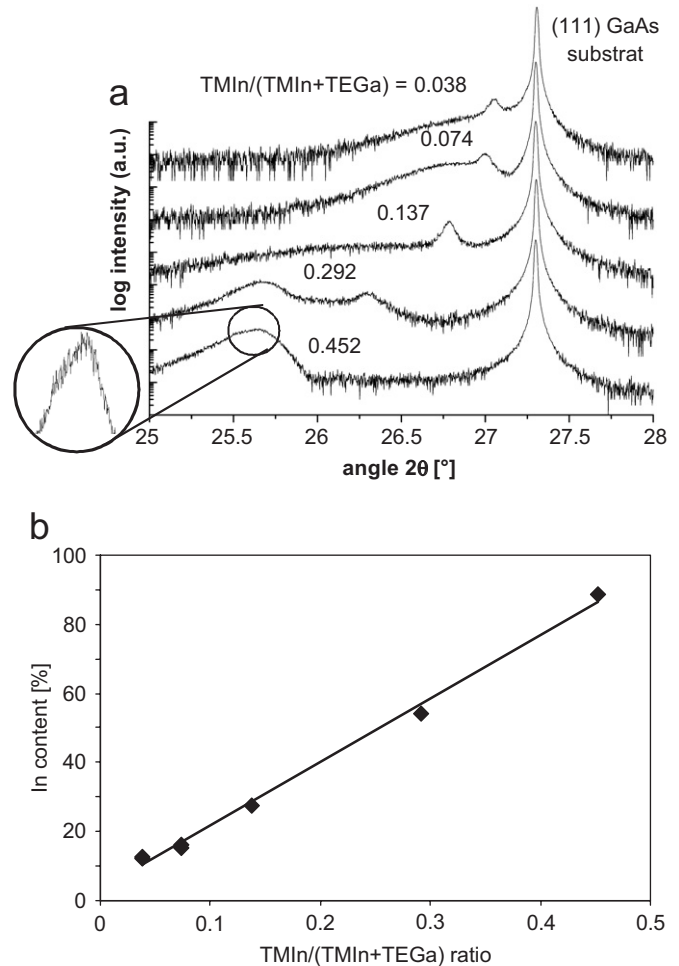 a
(111) GaAs
substrat
TMIn/(TMIn+TEGa) = 0.038
0.074
0.137
0.292
0.452
log intensity (a.u.)
25 25.5 26 26.5 27 27.5 28
angle 2θ [°]
b
100
80
60
40
20
0
In content [%]
0 0.1 0.2 0.3 0.4 0.5
TMIn/(TMIn+TEGa) ratio